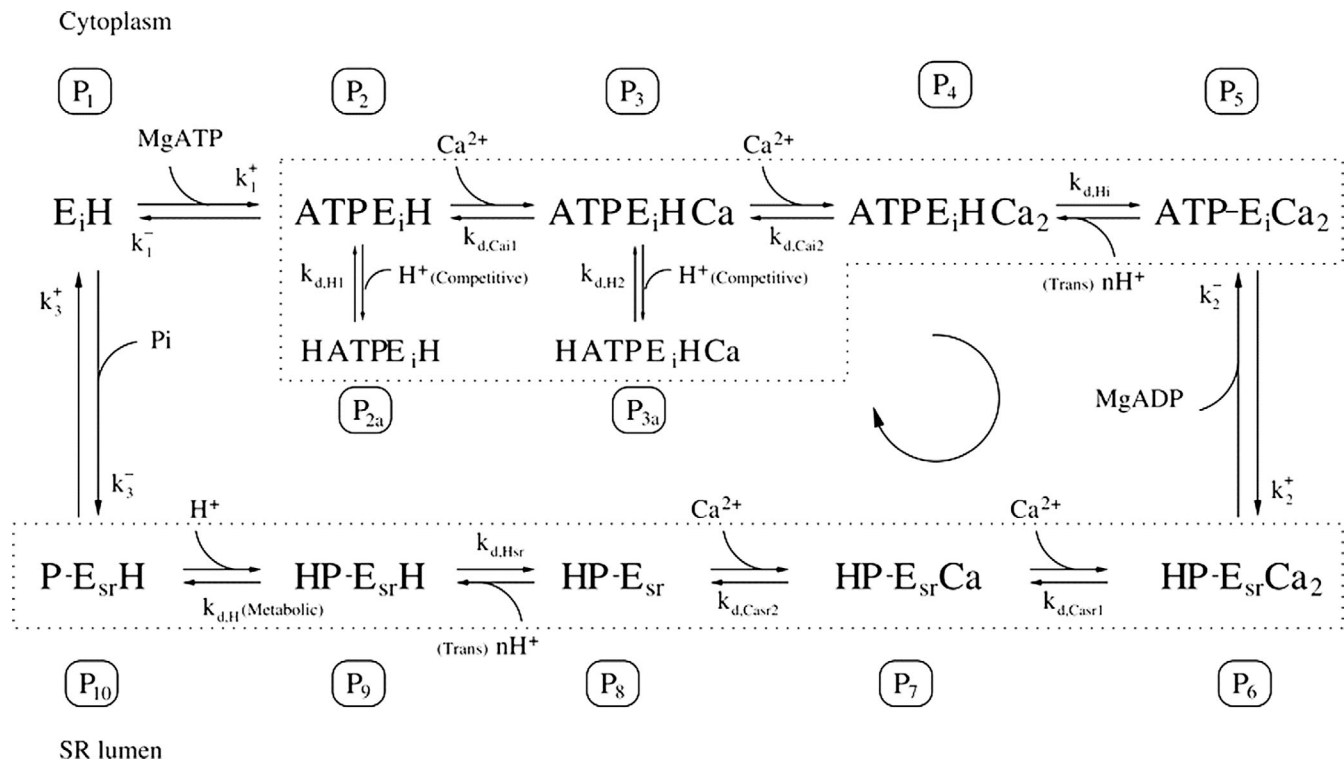 Cytoplasm
P1 P2 P3 P4 P5
MgATP Ca2+ Ca2+
k1+ kd,Hi
EiH ATPEiH ATPEiHCa ATPEiHCa2 ATP-EiCa2
k1- kd,Cai1 kd,Cai2
kd,H1 H+(Competitive) kd,H2 H+(Competitive) (Trans) nH+
k3+ k2-
Pi HATPEiH HATPEiHCa
P2a P3a MgADP
k3- k2+
H+ Ca2+ Ca2+
kd,Hsr
P-EsrH HP-EsrH HP-Esr HP-EsrCa HP-EsrCa2
kd,H(Metabolic) kd,Casr2 kd,Casr1
(Trans) nH+
P10 P9 P8 P7 P6
SR lumen